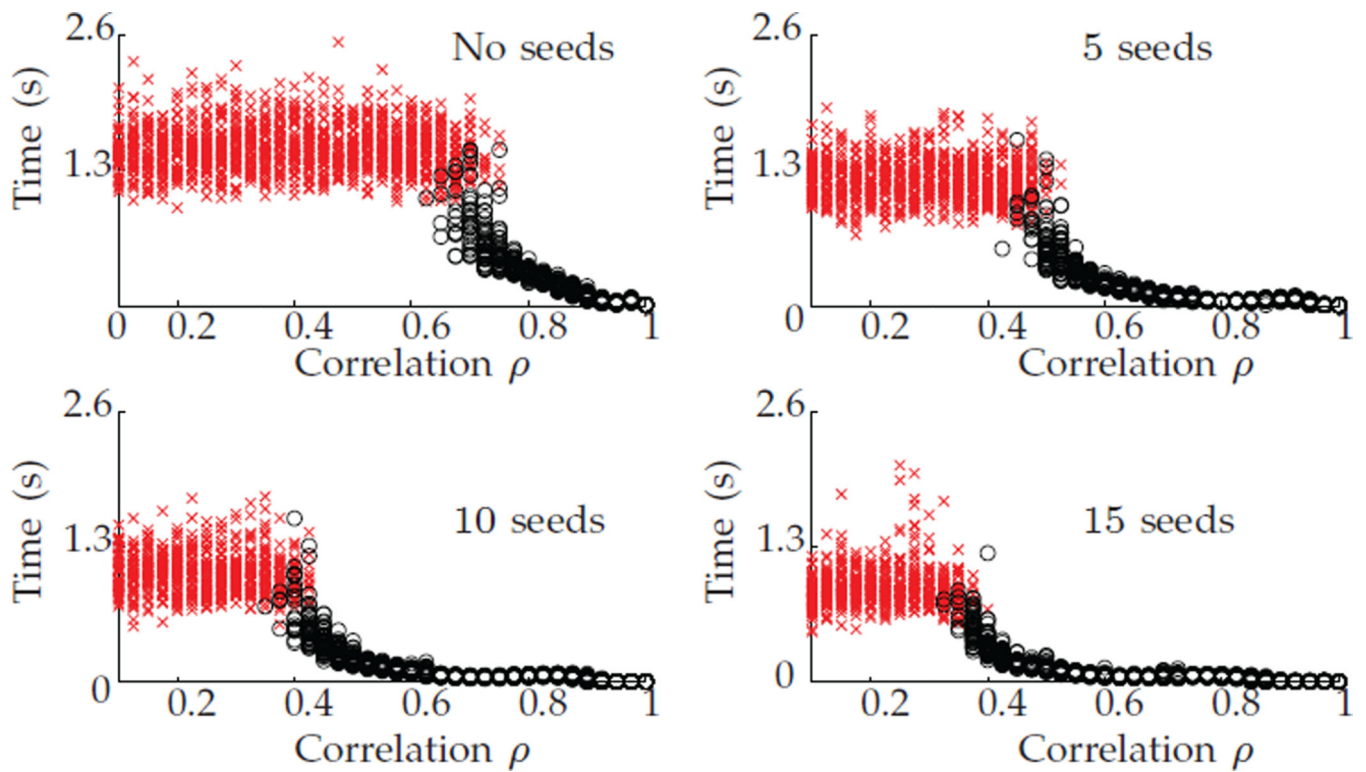 2.6
No seeds
Time (s)
1.3
0 0.2 0.4 0.6 0.8 1
Correlation ρ
2.6
5 seeds
Time (s)
1.3
0 0.2 0.4 0.6 0.8 1
Correlation ρ
2.6
10 seeds
Time (s)
1.3
0 0.2 0.4 0.6 0.8 1
Correlation ρ
2.6
15 seeds
Time (s)
1.3
0 0.2 0.4 0.6 0.8 1
Correlation ρ